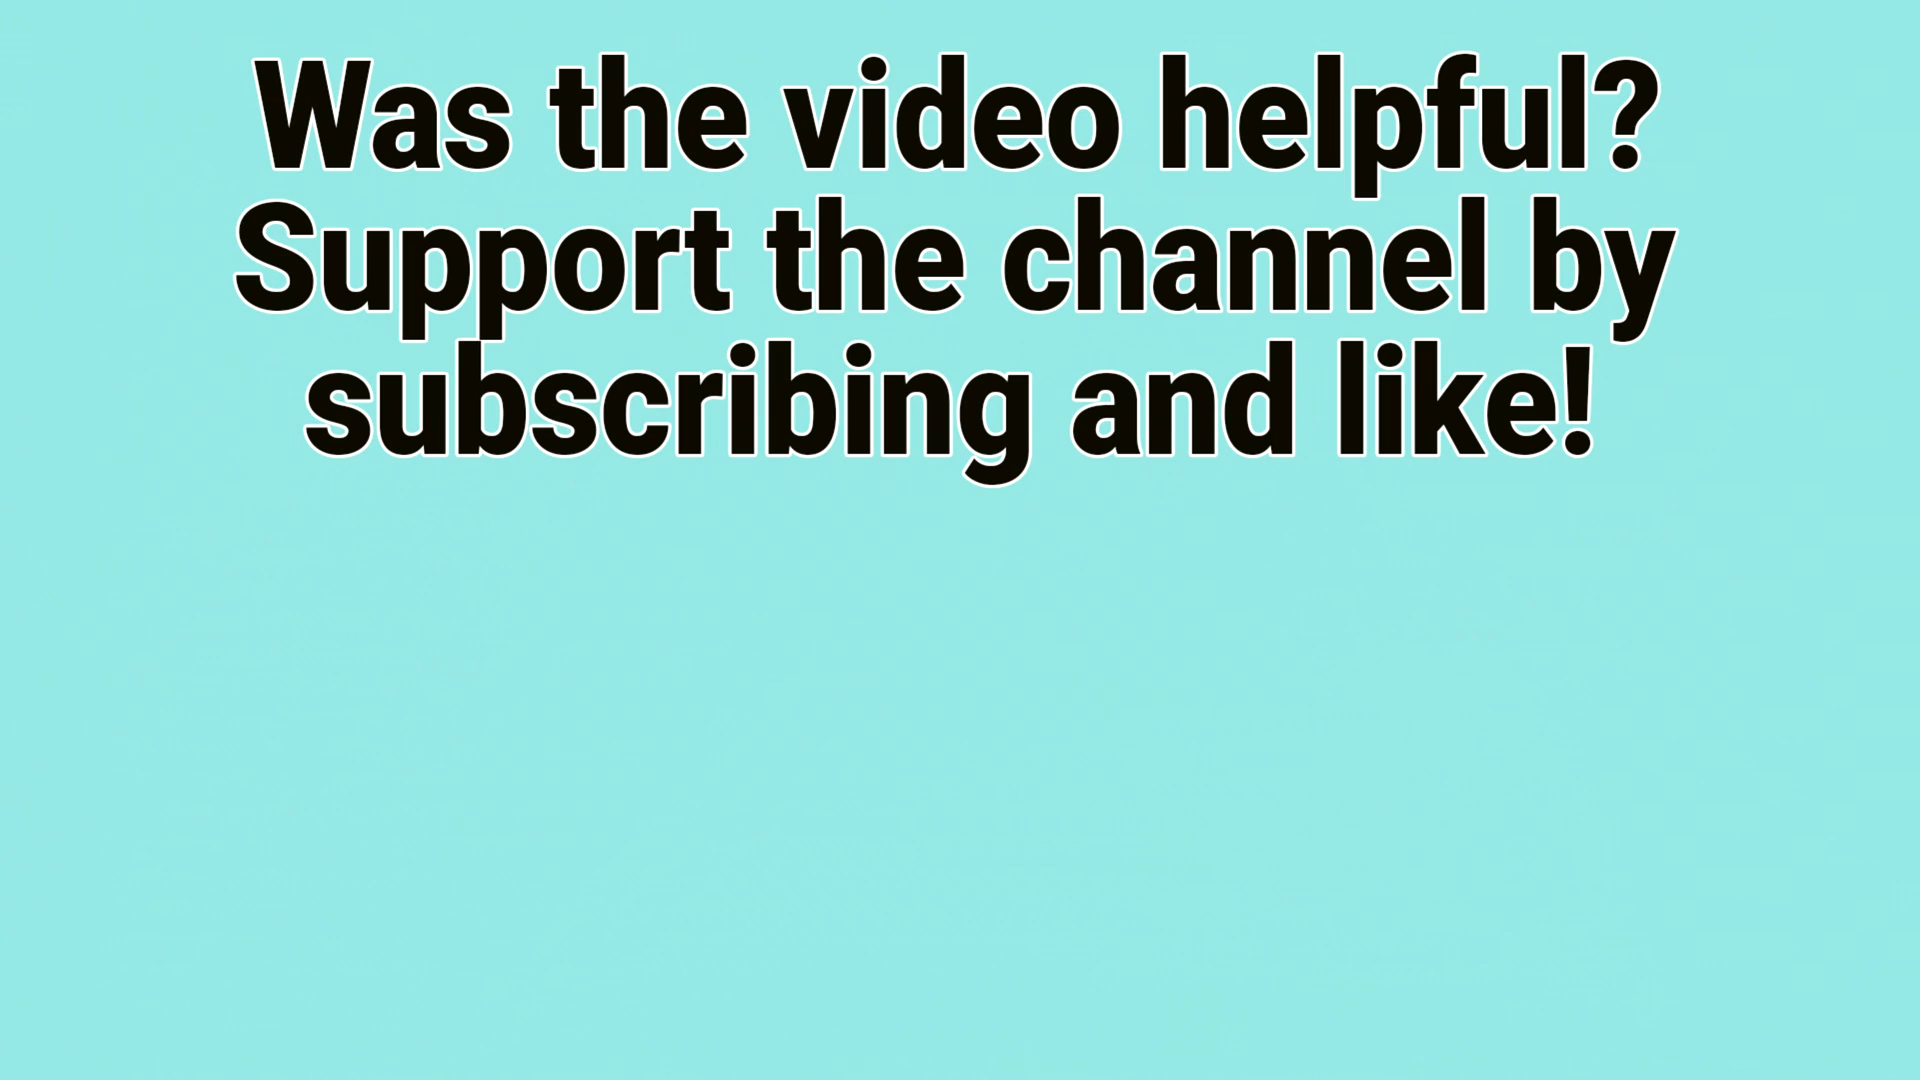 Was the video helpful?
Support the channel by
subscribing and like!